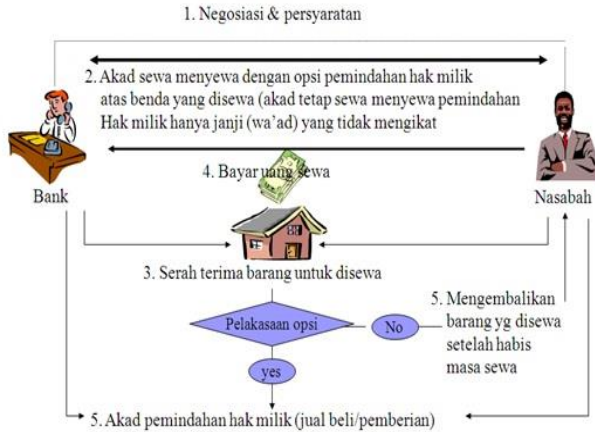 1. Negosiasi & persyaratan
2. Akad sewa menyewa dengan opsi pemindahan hak milik
atas benda yang disewa (akad tetap sewa menyewa pemindahan
Hak milik hanya janji (wa’ad) yang tidak mengikat
4. Bayar uang sewa
Bank
Nasabah
3. Serah terima barang untuk disewa
Pelakasaan opsi
No
5. Mengembalikan
barang yg disewa
setelah habis
masa sewa
yes
5. Akad pemindahan hak milik (jual beli/pemberian)